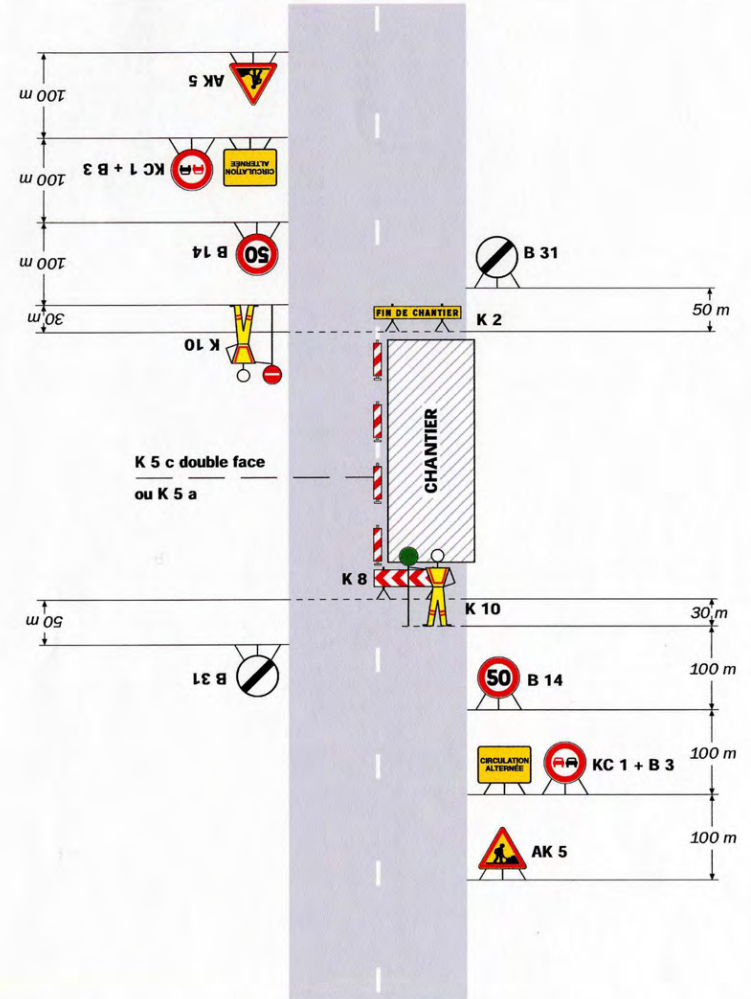 AK 5
100 m
KC 1 + B 3
CIRCULATION
ALTERNÉE
100 m
B 14
50
100 m
B 31
50 m
30 m
FIN DE CHANTIER
K 2
K 10
CHANTIER
K 5 c double face
ou K 5 a
K 8
K 10
30 m
50 m
B 31
100 m
50
B 14
100 m
CIRCULATION
ALTERNÉE
KC 1 + B 3
100 m
AK 5